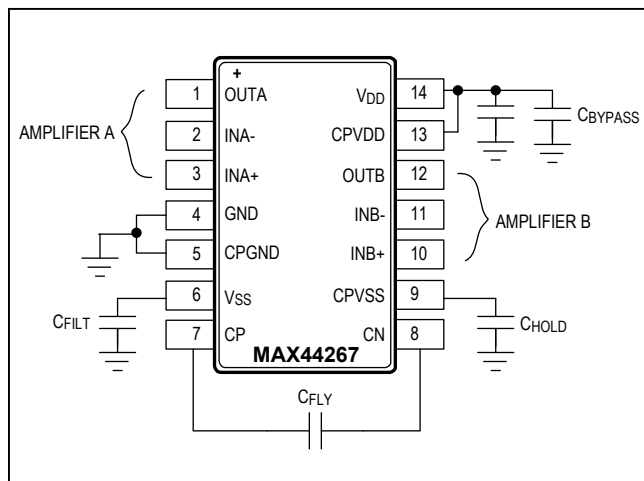 +
1 OUTA VDD 14
CBYPASS
AMPLIFIER A 2 INA- CPVDD 13
3 INA+ OUTB 12
4 GND INB- 11 AMPLIFIER B
5 CPGND INB+ 10
6 VSS CPVSS 9
CFILT CHOLD
7 CP CN 8
MAX44267
CFLY